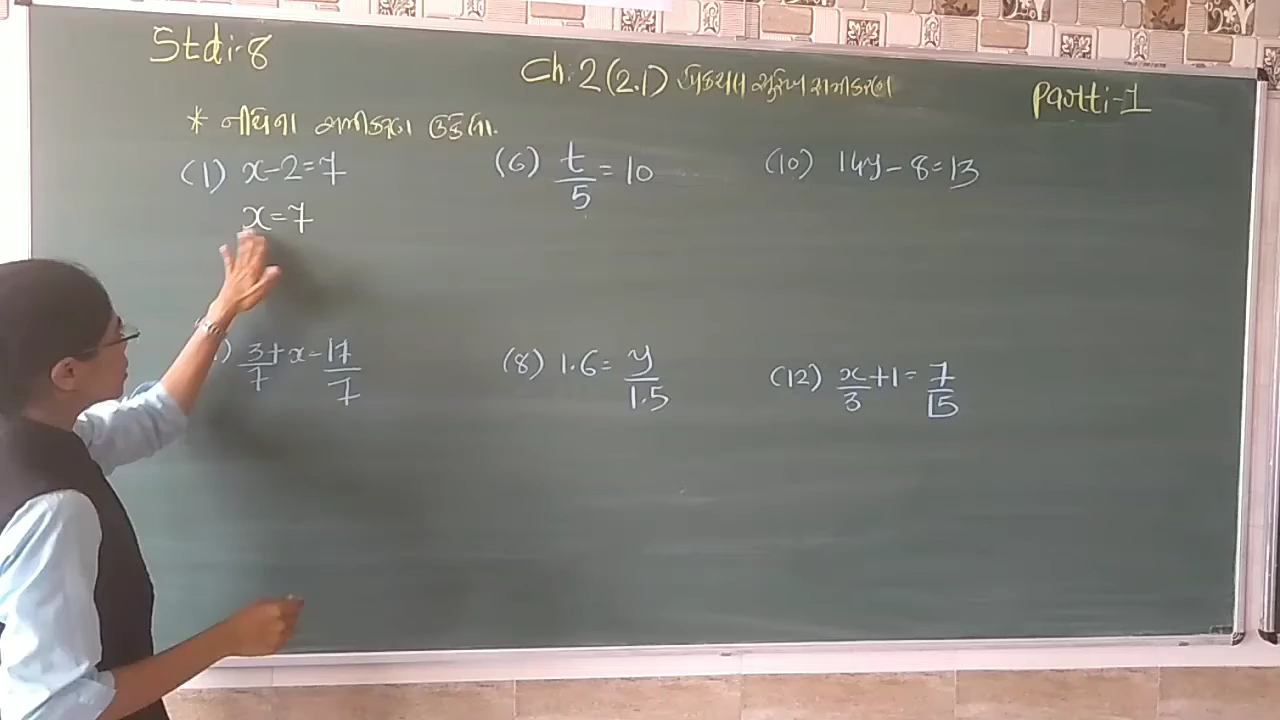 Std:-8
Ch:2(2.1) એકચલ સુરેખ સમીકરણ
Part:-1
* નીચેના સમીકરણ ઉકેલો.
(1) x-2=7
x=7
(6) t/5=10
(10) 14y-8=13
) 3/7+x=17/7
(8) 1.6=y/1.5
(12) x/3+1=7/15